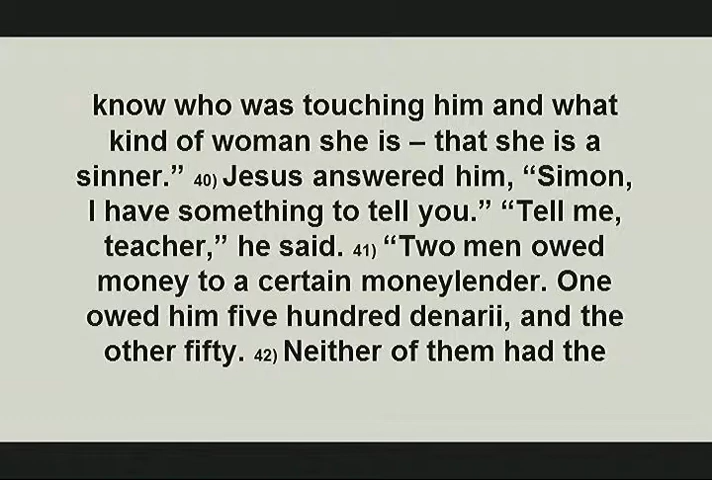 know who was touching him and what
kind of woman she is – that she is a
sinner.” 40) Jesus answered him, “Simon,
I have something to tell you.” “Tell me,
teacher,” he said. 41) “Two men owed
money to a certain moneylender. One
owed him five hundred denarii, and the
other fifty. 42) Neither of them had the